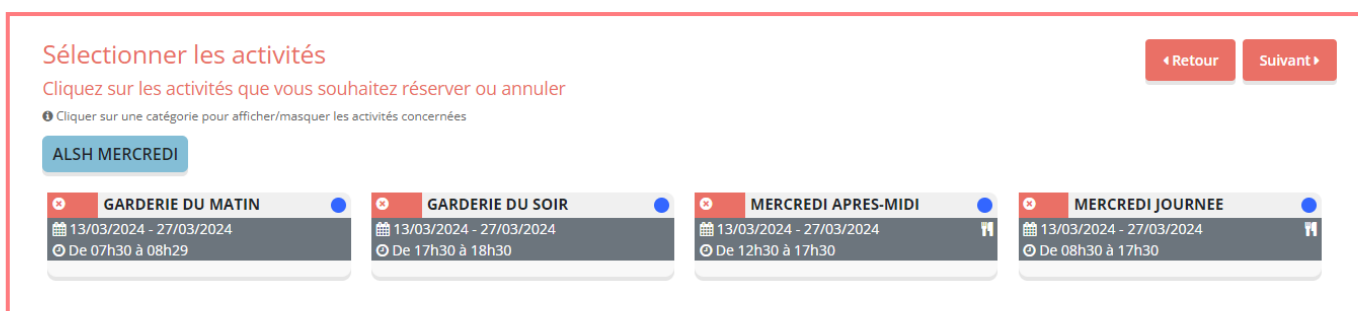 Sélectionner les activités
Retour
Suivant
Cliquez sur les activités que vous souhaitez réserver ou annuler
Cliquer sur une catégorie pour afficher/masquer les activités concernées
ALSH MERCREDI
GARDERIE DU MATIN
13/03/2024 - 27/03/2024
De 07h30 à 08h29
GARDERIE DU SOIR
13/03/2024 - 27/03/2024
De 17h30 à 18h30
MERCREDI APRES-MIDI
13/03/2024 - 27/03/2024
De 12h30 à 17h30
MERCREDI JOURNEE
13/03/2024 - 27/03/2024
De 08h30 à 17h30